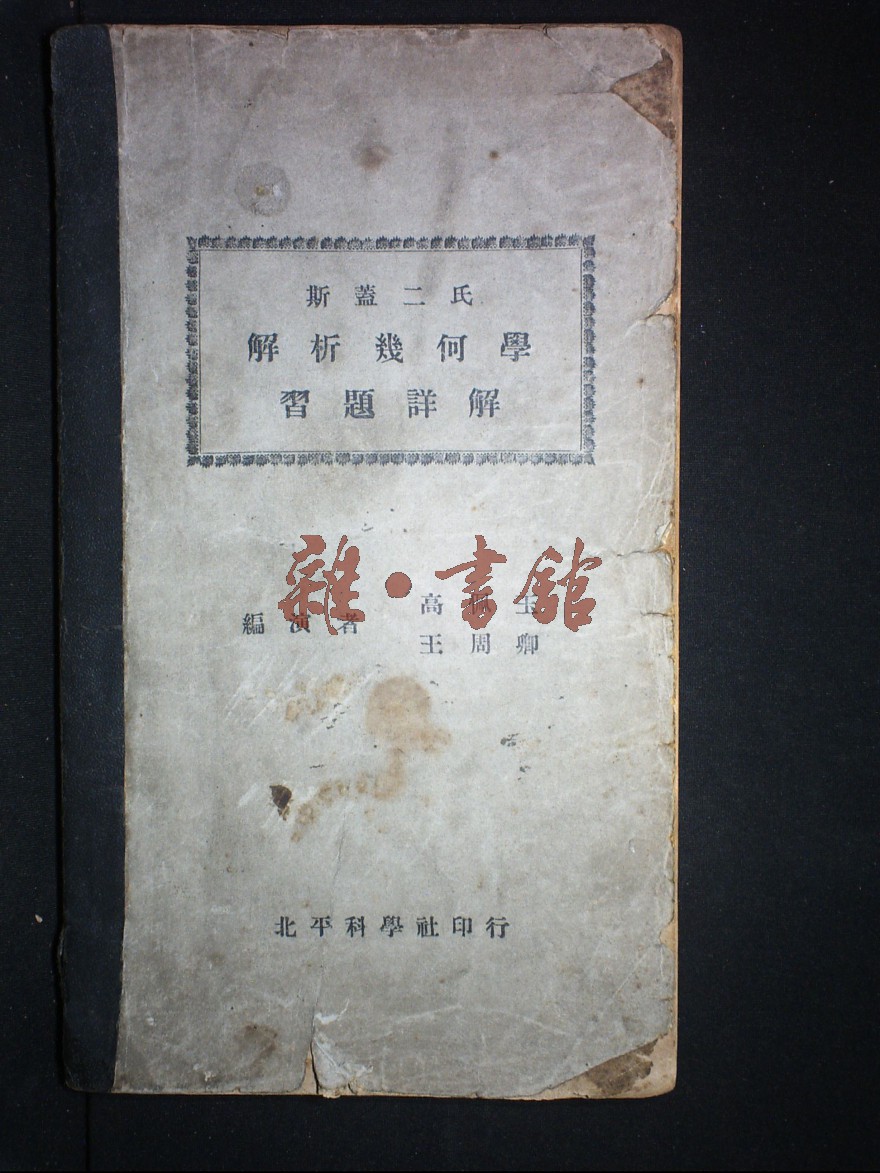 斯蓋二氏
解析幾何學
習題詳解
雜·書館
編演者
高
王周卿
北平科學社印行